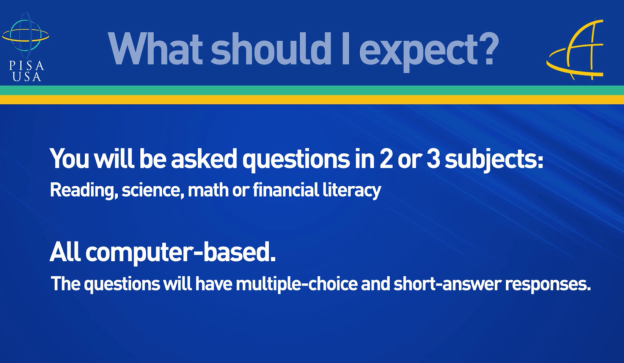 PISA
USA
What should I expect?
You will be asked questions in 2 or 3 subjects:
Reading, science, math or financial literacy
All computer-based.
The questions will have multiple-choice and short-answer responses.